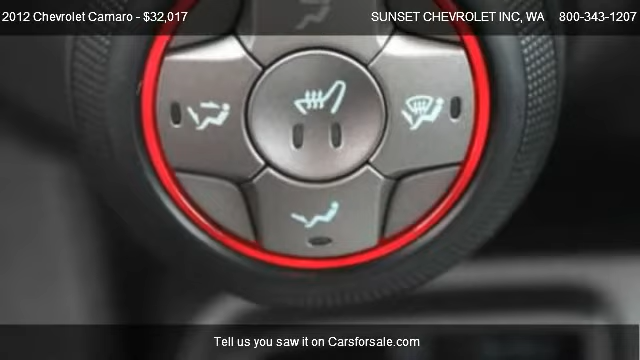 2012 Chevrolet Camaro - $32,017
SUNSET CHEVROLET INC, WA 800-343-1207
Tell us you saw it on Carsforsale.com